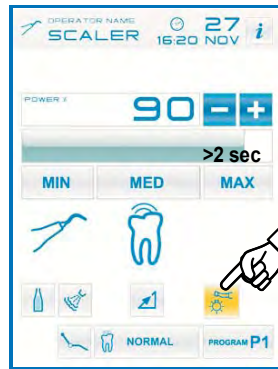 OPERATOR NAME
SCALER
16:20
27
NOV
i
POWER %
90
>2 sec
MIN
MED
MAX
NORMAL
PROGRAM P1